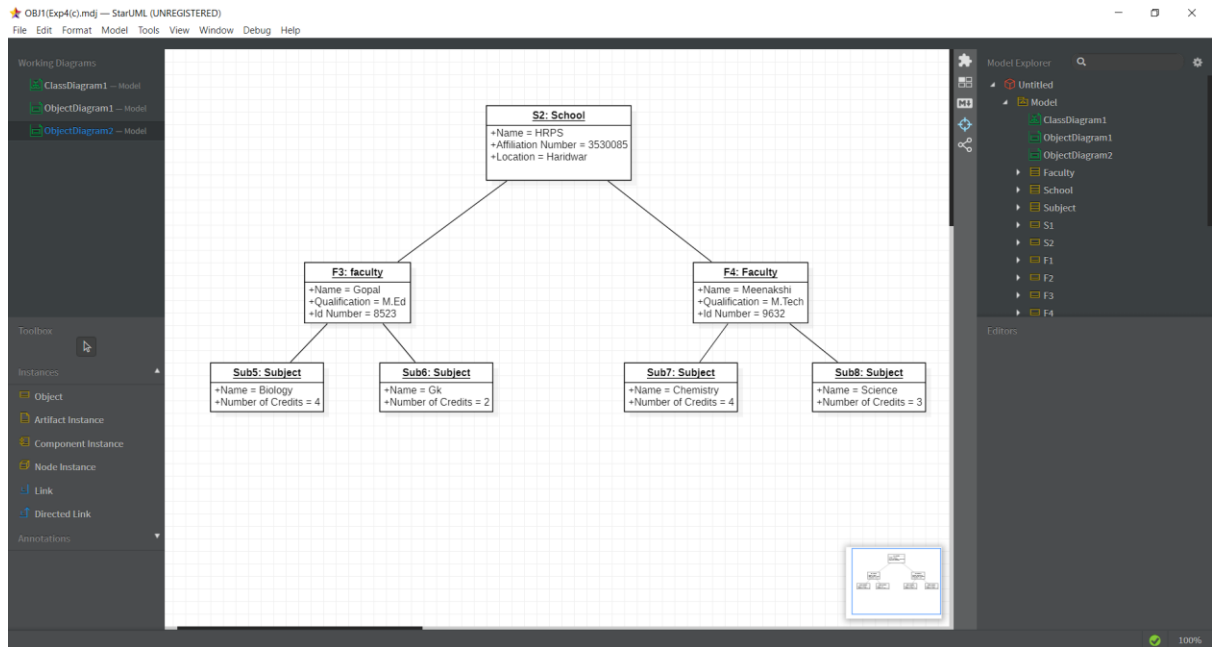 OBJ1(Exp4(c).mdj — StarUML (UNREGISTERED)
File Edit Format Model Tools View Window Debug Help
Working Diagrams
ClassDiagram1 — Model
ObjectDiagram1 — Model
ObjectDiagram2 — Model
Toolbox
Instances
Object
Artifact Instance
Component Instance
Node Instance
Link
Directed Link
Annotations
S2: School
+Name = HRPS
+Affiliation Number = 3530085
+Location = Haridwar
F3: faculty
+Name = Gopal
+Qualification = M.Ed
+Id Number = 8523
F4: Faculty
+Name = Meenakshi
+Qualification = M.Tech
+Id Number = 9632
Sub5: Subject
+Name = Biology
+Number of Credits = 4
Sub6: Subject
+Name = Gk
+Number of Credits = 2
Sub7: Subject
+Name = Chemistry
+Number of Credits = 4
Sub8: Subject
+Name = Science
+Number of Credits = 3
M
Model Explorer
Untitled
Model
ClassDiagram1
ObjectDiagram1
ObjectDiagram2
Faculty
School
Subject
S1
S2
F1
F2
F3
F4
Editors
100%